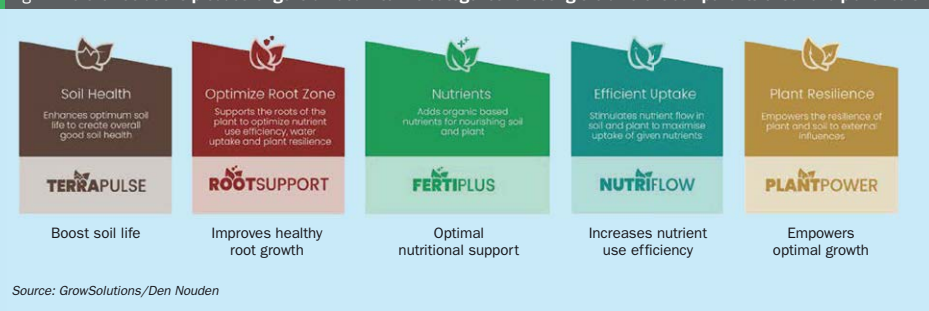 Soil Health
Enhances optimum soil
life to create overall
good soil health
TERRAPULSE
Boost soil life
Optimize Root Zone
Supports the roots of the
plant to optimize nutrient
use efficiency, water
uptake and plant resilience
ROOTSUPPORT
Improves healthy
root growth
Nutrients
Adds organic based
nutrients for nourishing soil
and plant
FERTIPLUS
Optimal
nutritional support
Efficient Uptake
Stimulates nutrient flow in
soil and plant to maximise
uptake of given nutrients
NUTRIFLOW
Increases nutrient
use efficiency
Plant Resilience
Empowers the resilience of
plant and soil to external
influences
PLANTPOWER
Empowers
optimal growth
Source: GrowSolutions/Den Nouden